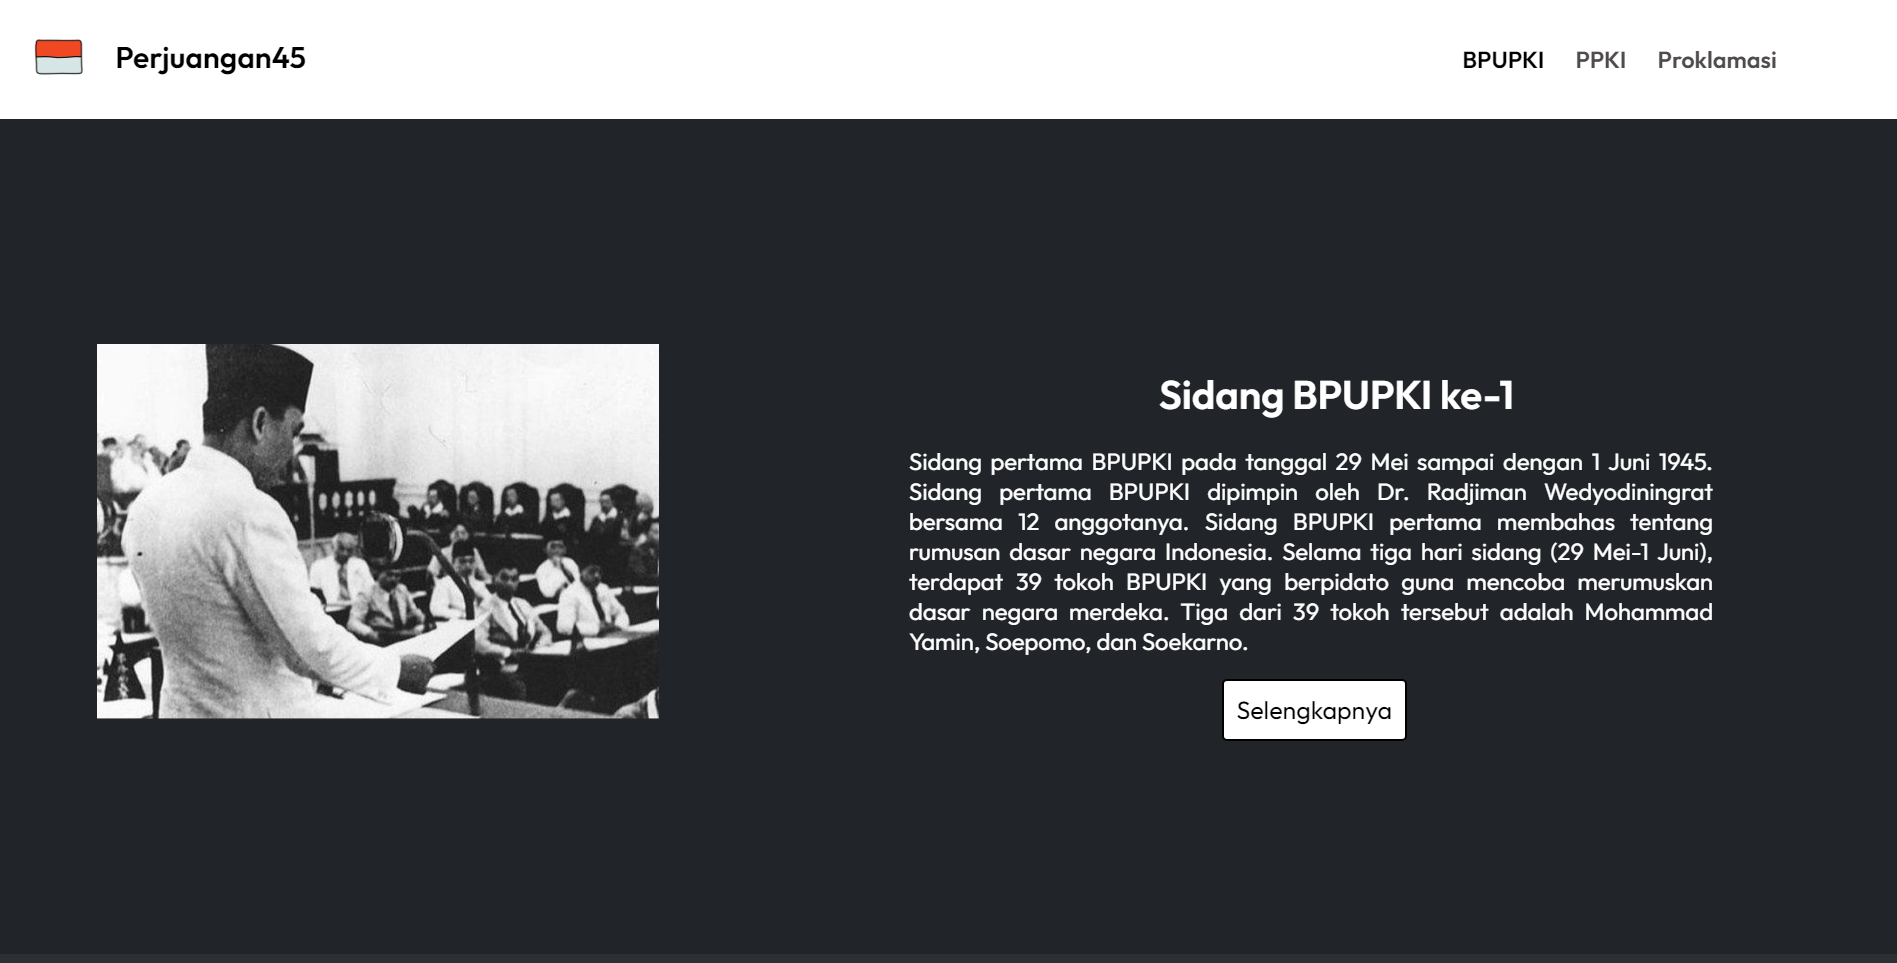 Perjuangan45
BPUPKI PPKI Proklamasi
Sidang BPUPKI ke-1
Sidang pertama BPUPKI pada tanggal 29 Mei sampai dengan 1 Juni 1945.
Sidang pertama BPUPKI dipimpin oleh Dr. Radjiman Wedyodiningrat
bersama 12 anggotanya. Sidang BPUPKI pertama membahas tentang
rumusan dasar negara Indonesia. Selama tiga hari sidang (29 Mei-1 Juni),
terdapat 39 tokoh BPUPKI yang berpidato guna mencoba merumuskan
dasar negara merdeka. Tiga dari 39 tokoh tersebut adalah Mohammad
Yamin, Soepomo, dan Soekarno.
Selengkapnya